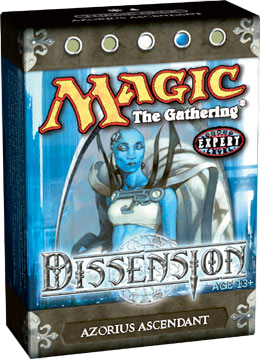 MAGIC
The Gathering®
EXPERT
LEVEL
DISSENSION
AGE 13+
AZORIUS ASCENDANT